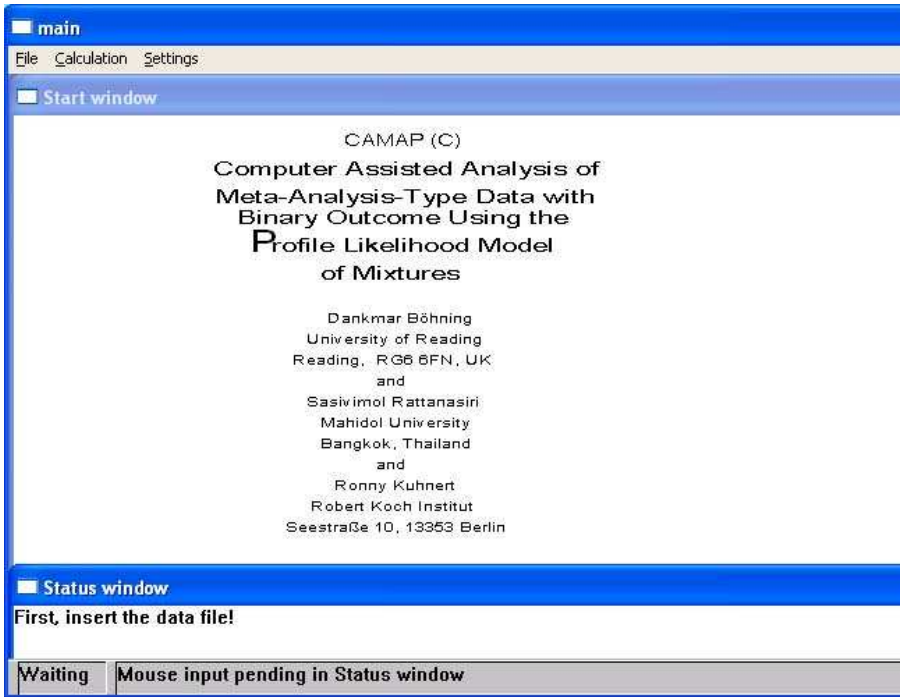 main
File Calculation Settings
Start window
CAMAP (C)
Computer Assisted Analysis of
Meta-Analysis-Type Data with
Binary Outcome Using the
Profile Likelihood Model
of Mixtures
Dankmar Böhning
University of Reading
Reading, RG6 6FN, UK
and
Sasivimol Rattanasiri
Mahidol University
Bangkok, Thailand
and
Ronny Kuhnert
Robert Koch Institut
Seestraße 10, 13353 Berlin
Status window
First, insert the data file!
Waiting Mouse input pending in Status window